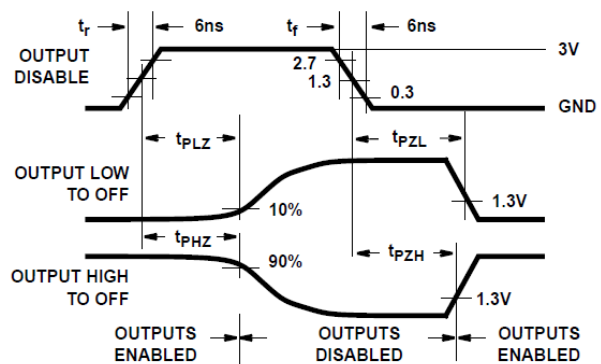 tr 6ns tf 6ns
OUTPUT
DISABLE
3V
2.7
1.3
0.3
GND
tPLZ tPZL
OUTPUT LOW
TO OFF
10%
1.3V
tPHZ tPZH
OUTPUT HIGH
TO OFF
90%
1.3V
OUTPUTS
ENABLED
OUTPUTS
DISABLED
OUTPUTS
ENABLED